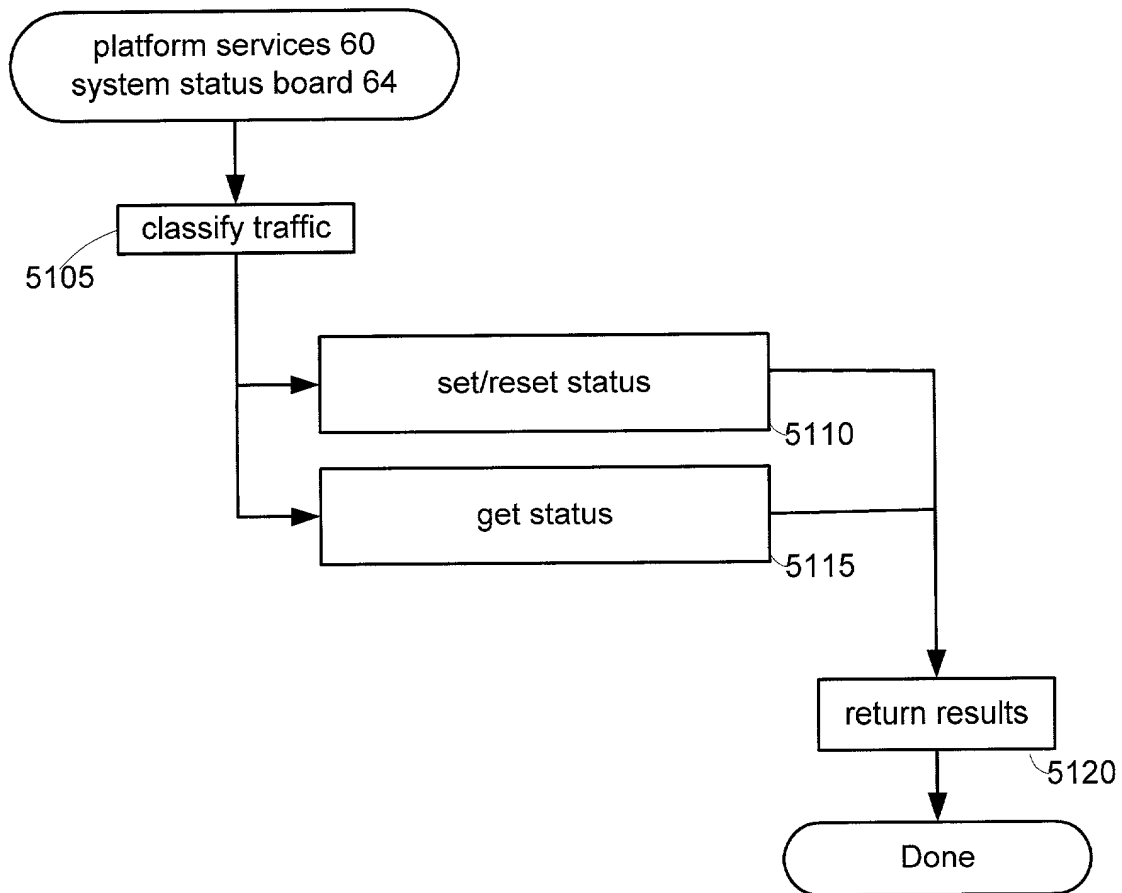 platform services 60
system status board 64
classify traffic
5105
set/reset status
5110
get status
5115
return results
5120
Done